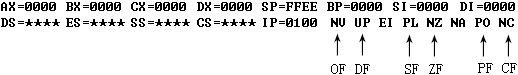 AX=0000 BX=0000 CX=0000 DX=0000 SP=FFEE BP=0000 SI=0000 DI=0000
DS=**** ES=**** SS=**** CS=**** IP=0100 NV UP EI PL NZ NA PO NC
OF DF SF ZF PF CF